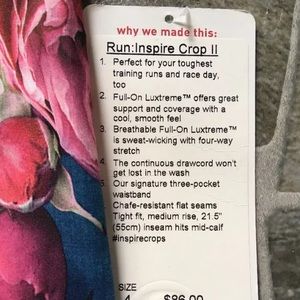 why we made this:
Run:Inspire Crop II
1. Perfect for your toughest
training runs and race day,
too
2. Full-On Luxtreme™ offers great
support and coverage with a
cool, smooth feel
3. Breathable Full-On Luxtreme™
is sweat-wicking with four-way
stretch
4. The continuous drawcord won't
get lost in the wash
5. Our signature three-pocket
waistband
Chafe-resistant flat seams
Tight fit, medium rise, 21.5"
(55cm) inseam hits mid-calf
#inspirecrops
SIZE
4 $86.00